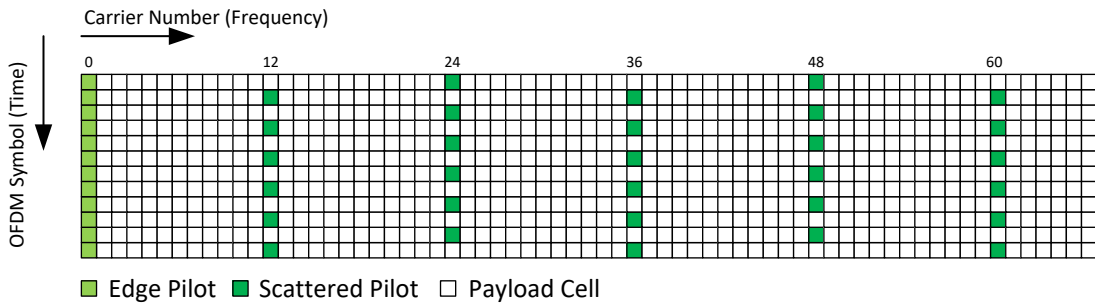 Carrier Number (Frequency)
OFDM Symbol (Time)
0 12 24 36 48 60
Edge Pilot Scattered Pilot Payload Cell